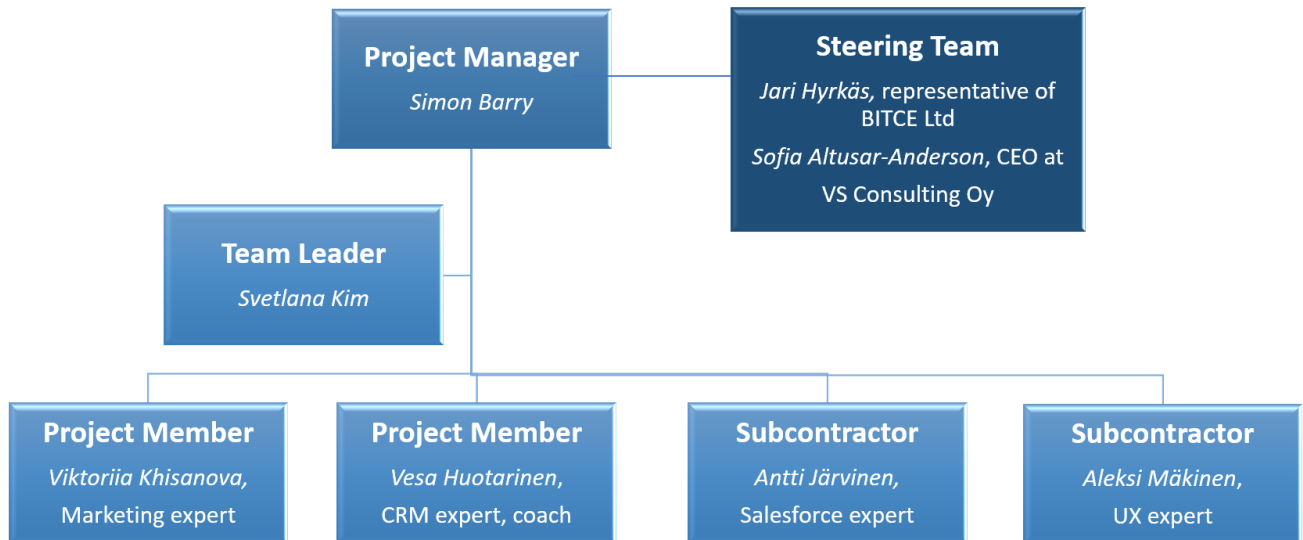 Project Manager
Simon Barry
Steering Team
Jari Hyrkäs, representative of
BITCE Ltd
Sofia Altusar-Anderson, CEO at
VS Consulting Oy
Team Leader
Svetlana Kim
Project Member
Viktoriia Khisanova,
Marketing expert
Project Member
Vesa Huotarinen,
CRM expert, coach
Subcontractor
Antti Järvinen,
Salesforce expert
Subcontractor
Aleksi Mäkinen,
UX expert